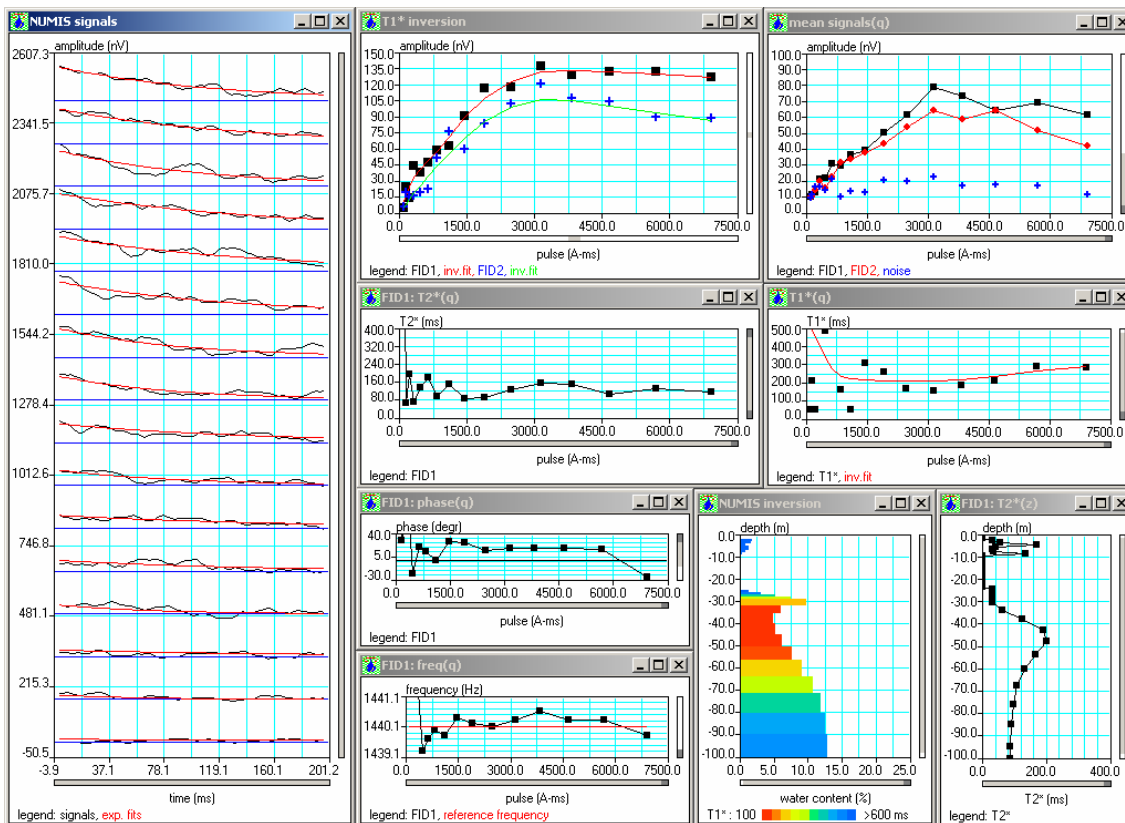 NUMIS signals
amplitude (nV)
2607.3
2341.5
2075.7
1810.0
1544.2
1278.4
1012.6
746.8
481.1
215.3
-50.5
-3.9 37.1 78.1 119.1 160.1 201.2
time (ms)
legend: signals, exp. fits
T1* inversion
amplitude (nV)
150.0
135.0
120.0
105.0
90.0
75.0
60.0
45.0
30.0
15.0
0.0
0.0 1500.0 3000.0 4500.0 6000.0 7500.0
pulse (A-ms)
legend: FID1, inv.fit, FID2, inv.fit
mean signals(q)
amplitude (nV)
100.0
90.0
80.0
70.0
60.0
50.0
40.0
30.0
20.0
10.0
0.0
0.0 1500.0 3000.0 4500.0 6000.0 7500.0
pulse (A-ms)
legend: FID1, FID2, noise
FID1: T2*(q)
T2* (ms)
400.0
320.0
240.0
160.0
80.0
0.0
0.0 1500.0 3000.0 4500.0 6000.0 7500.0
pulse (A-ms)
legend: FID1
T1*(q)
T1* (ms)
500.0
400.0
300.0
200.0
100.0
0.0
0.0 1500.0 3000.0 4500.0 6000.0 7500.0
pulse (A-ms)
legend: T1*, inv.fit
FID1: phase(q)
phase (degr)
40.0
5.0
-30.0
0.0 1500.0 3000.0 4500.0 6000.0 7500.0
pulse (A-ms)
legend: FID1
FID1: freq(q)
frequency (Hz)
1441.1
1440.1
1439.1
0.0 1500.0 3000.0 4500.0 6000.0 7500.0
pulse (A-ms)
legend: FID1, reference frequency
NUMIS inversion
depth (m)
0.0
-10.0
-20.0
-30.0
-40.0
-50.0
-60.0
-70.0
-80.0
-90.0
-100.0
0.0 5.0 10.0 15.0 20.0 25.0
water content (%)
T1* : 100 >600 ms
FID1: T2*(z)
depth (m)
0.0
-10.0
-20.0
-30.0
-40.0
-50.0
-60.0
-70.0
-80.0
-90.0
-100.0
0.0 200.0 400.0
T2* (ms)
legend: T2*